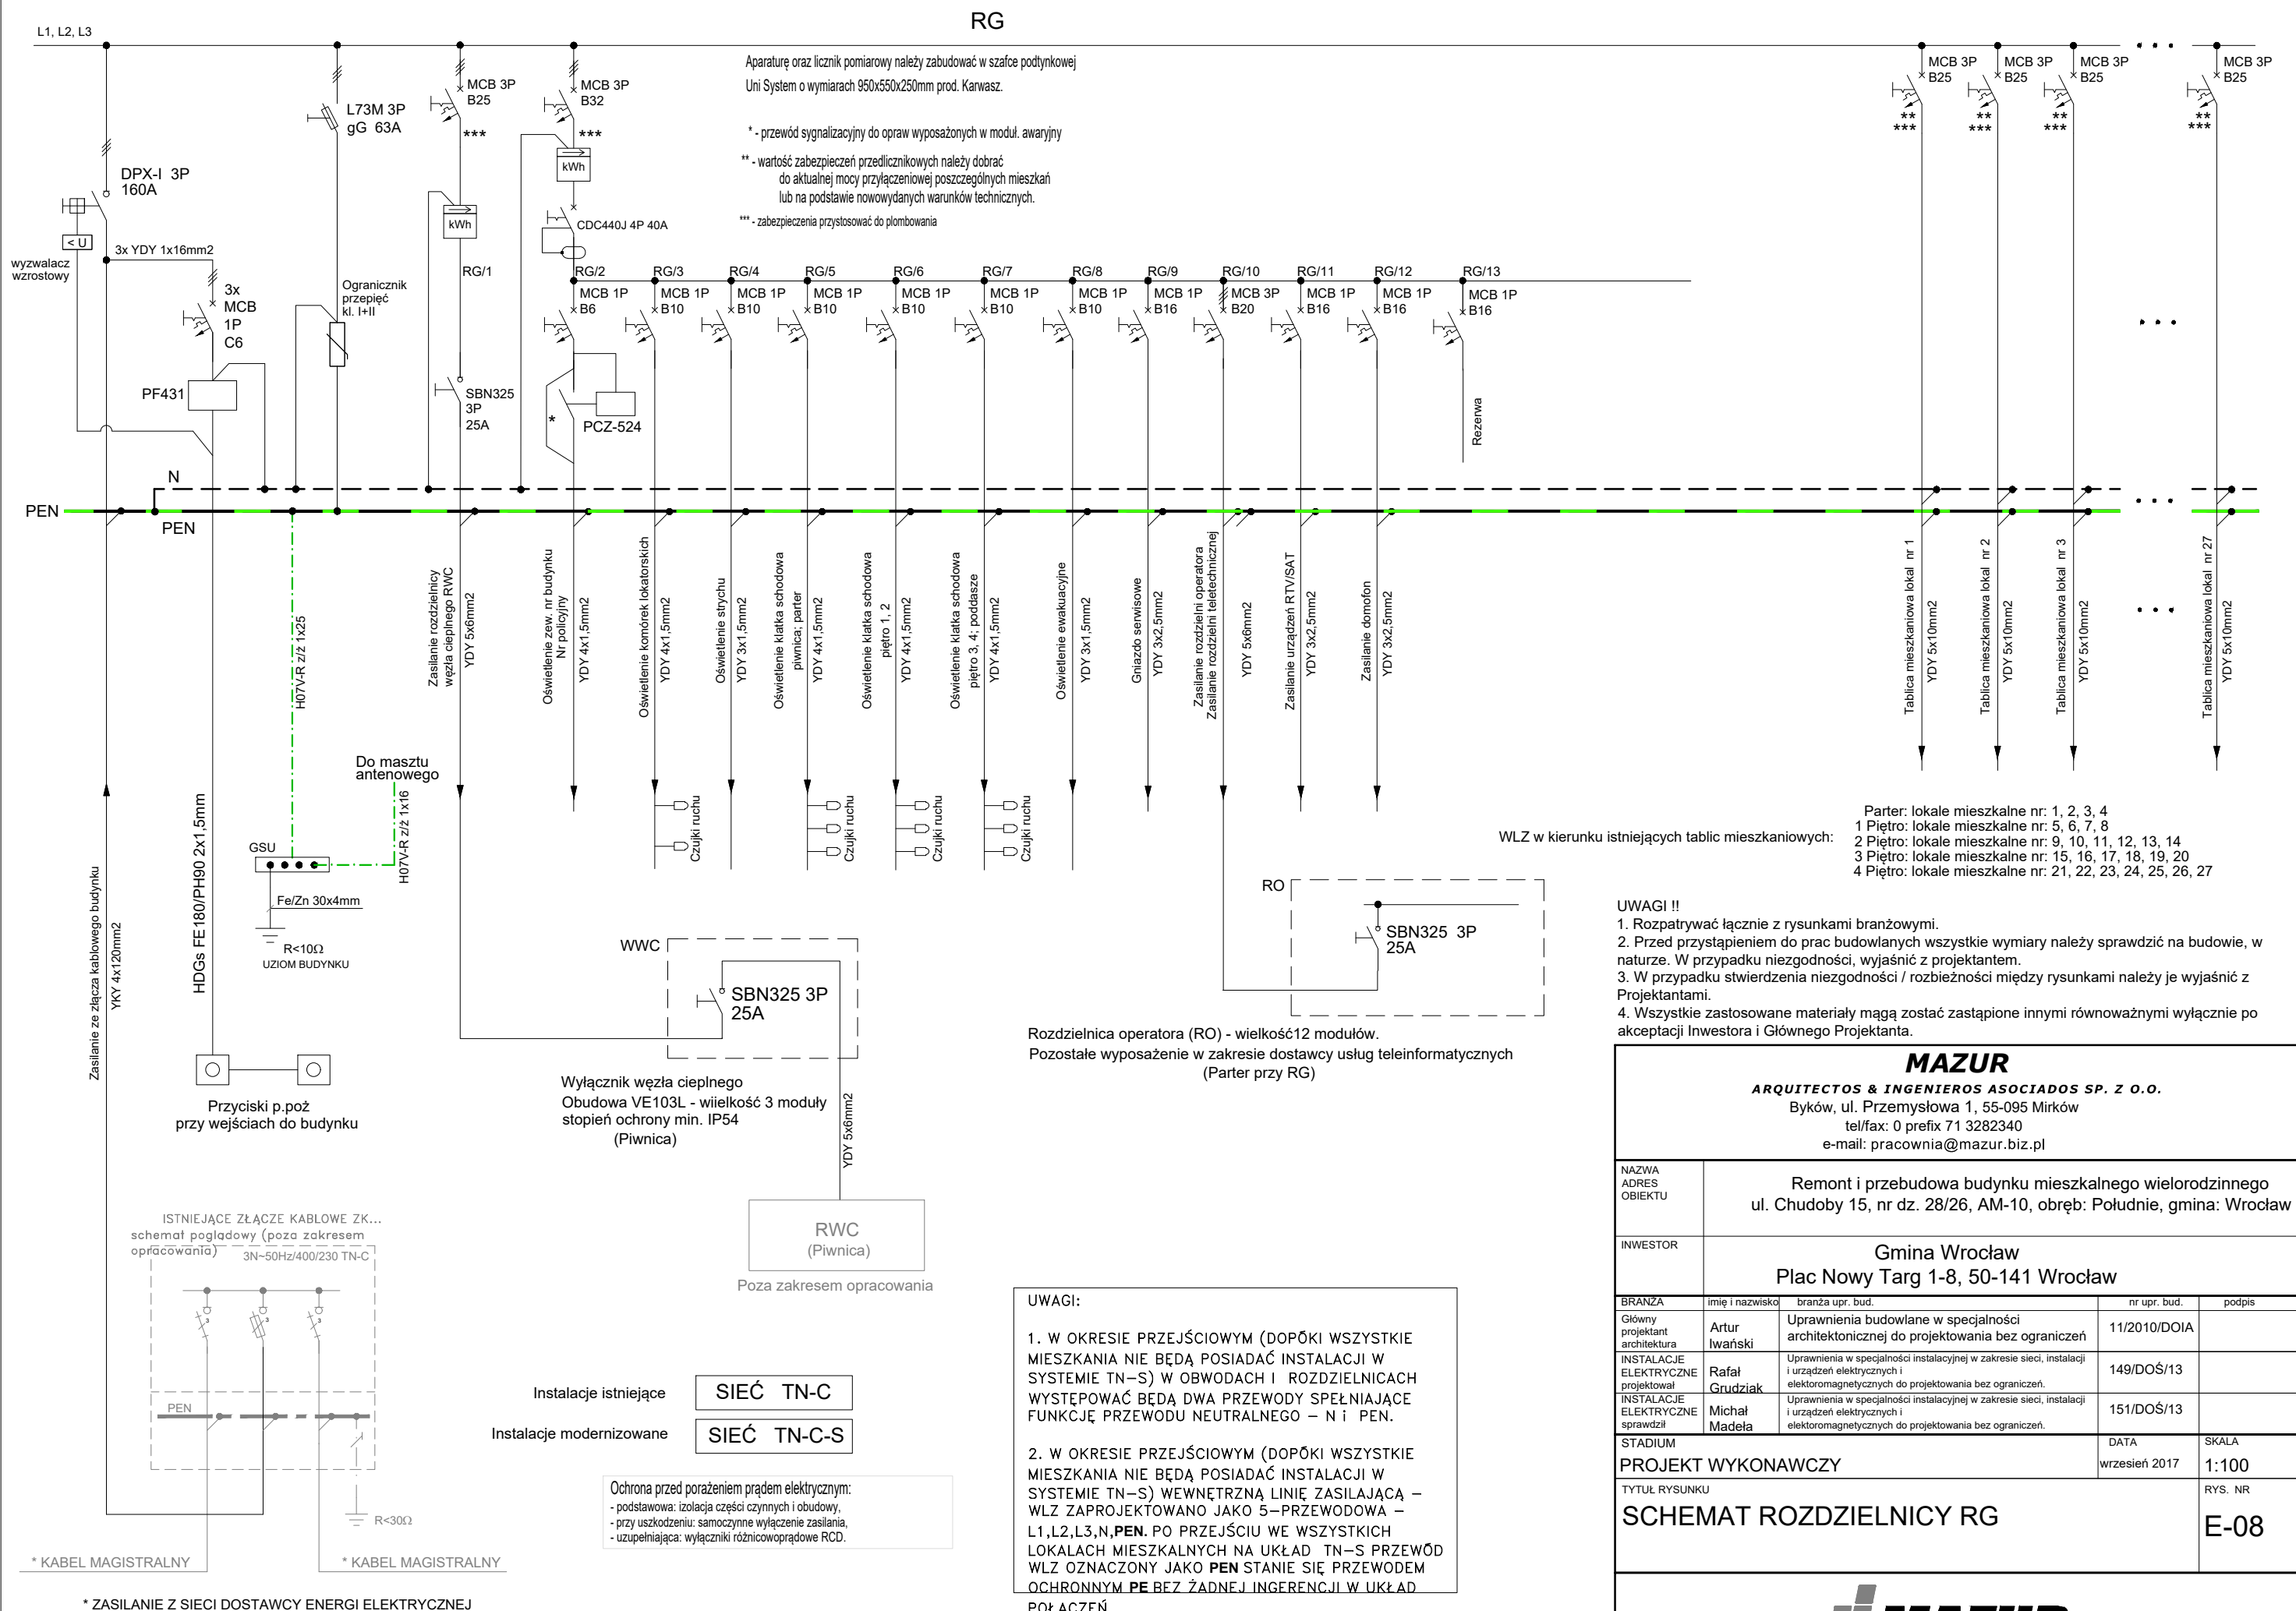 RG
L1, L2, L3
Aparaturę oraz licznik pomiarowy należy zabudować w szafce podtynkowej
Uni System o wymiarach 950x550x250mm prod. Karwasz.
* - przewód sygnalizacyjny do opraw wyposażonych w moduł. awaryjny
** - wartość zabezpieczeń przedlicznikowych należy dobrać
do aktualnej mocy przyłączeniowej poszczególnych mieszkań
lub na podstawie nowowydanych warunków technicznych.
*** - zabezpieczenia przystosować do plombowania
DPX-I 3P
160A
< U
wyzwalacz
wzrostowy
3x YDY 1x16mm2
3x
MCB
1P
C6
PF431
L73M 3P
gG 63A
Ogranicznik
przepięć
kl. I+II
MCB 3P
B25
***
kWh
RG/1
SBN325
3P
25A
MCB 3P
B32
***
kWh
CDC440J 4P 40A
RG/2
MCB 1P
B6
*
PCZ-524
RG/3
MCB 1P
B10
RG/4
MCB 1P
B10
RG/5
MCB 1P
B10
RG/6
MCB 1P
B10
RG/7
MCB 1P
B10
RG/8
MCB 1P
B10
RG/9
MCB 1P
B16
RG/10
MCB 3P
B20
RG/11
MCB 1P
B16
RG/12
MCB 1P
B16
RG/13
MCB 1P
B16
Rezerwa
MCB 3P
B25
**
***
MCB 3P
B25
**
***
MCB 3P
B25
**
***
MCB 3P
B25
**
***
N
PEN
PEN
Zasilanie ze złącza kablowego budynku
YKY 4x120mm2
HDGs FE180/PH90 2x1,5mm
H07V-R z/ż 1x25
Do masztu
antenowego
H07V-R z/ż 1x16
GSU
Fe/Zn 30x4mm
R<10Ω
UZIOM BUDYNKU
Zasilanie rozdzielnicy
węzła cieplnego RWC
YDY 5x6mm2
Oświetlenie zew. nr budynku
Nr policyjny
YDY 4x1,5mm2
Oświetlenie komórek lokatorskich
YDY 4x1,5mm2
Oświetlenie strychu
YDY 3x1,5mm2
Oświetlenie klatka schodowa
piwnica; parter
YDY 4x1,5mm2
Oświetlenie klatka schodowa
piętro 1, 2
YDY 4x1,5mm2
Oświetlenie klatka schodowa
piętro 3, 4; poddasze
YDY 4x1,5mm2
Oświetlenie ewakuacyjne
YDY 3x1,5mm2
Gniazdo serwisowe
YDY 3x2,5mm2
Zasilanie rozdzielni operatora
Zasilanie rozdzielni teletechnicznej
YDY 5x6mm2
Zasilanie urządzeń RTV/SAT
YDY 3x2,5mm2
Zasilanie domofon
YDY 3x2,5mm2
Tablica mieszkaniowa lokal nr 1
YDY 5x10mm2
Tablica mieszkaniowa lokal nr 2
YDY 5x10mm2
Tablica mieszkaniowa lokal nr 3
YDY 5x10mm2
Tablica mieszkaniowa lokal nr 27
YDY 5x10mm2
Czujki ruchu
Czujki ruchu
Czujki ruchu
Czujki ruchu
WLZ w kierunku istniejących tablic mieszkaniowych:
Parter: lokale mieszkalne nr: 1, 2, 3, 4
1 Piętro: lokale mieszkalne nr: 5, 6, 7, 8
2 Piętro: lokale mieszkalne nr: 9, 10, 11, 12, 13, 14
3 Piętro: lokale mieszkalne nr: 15, 16, 17, 18, 19, 20
4 Piętro: lokale mieszkalne nr: 21, 22, 23, 24, 25, 26, 27
RO
SBN325 3P
25A
Rozdzielnica operatora (RO) - wielkość12 modułów.
Pozostałe wyposażenie w zakresie dostawcy usług teleinformatycznych
(Parter przy RG)
WWC
SBN325 3P
25A
Wyłącznik węzła cieplnego
Obudowa VE103L - wiielkość 3 moduły
stopień ochrony min. IP54
(Piwnica)
YDY 5x6mm2
RWC
(Piwnica)
Poza zakresem opracowania
Przyciski p.poż
przy wejściach do budynku
ISTNIEJĄCE ZŁĄCZE KABLOWE ZK...
schemat poglądowy (poza zakresem
opracowania)
3N~50Hz/400/230 TN-C
3
3
3
PEN
R<30Ω
* KABEL MAGISTRALNY
* KABEL MAGISTRALNY
* ZASILANIE Z SIECI DOSTAWCY ENERGI ELEKTRYCZNEJ
Instalacje istniejące
SIEĆ TN-C
Instalacje modernizowane
SIEĆ TN-C-S
Ochrona przed porażeniem prądem elektrycznym:
- podstawowa: izolacja części czynnych i obudowy,
- przy uszkodzeniu: samoczynne wyłączenie zasilania,
- uzupełniająca: wyłączniki różnicowoprądowe RCD.
UWAGI:
1. W OKRESIE PRZEJŚCIOWYM (DOPÓKI WSZYSTKIE
MIESZKANIA NIE BĘDĄ POSIADAĆ INSTALACJI W
SYSTEMIE TN-S) W OBWODACH I ROZDZIELNICACH
WYSTĘPOWAĆ BĘDĄ DWA PRZEWODY SPEŁNIAJĄCE
FUNKCJĘ PRZEWODU NEUTRALNEGO - N i PEN.
2. W OKRESIE PRZEJŚCIOWYM (DOPÓKI WSZYSTKIE
MIESZKANIA NIE BĘDĄ POSIADAĆ INSTALACJI W
SYSTEMIE TN-S) WEWNĘTRZNĄ LINIĘ ZASILAJĄCĄ -
WLZ ZAPROJEKTOWANO JAKO 5-PRZEWODOWA -
L1,L2,L3,N,PEN. PO PRZEJŚCIU WE WSZYSTKICH
LOKALACH MIESZKALNYCH NA UKŁAD TN-S PRZEWÓD
WLZ OZNACZONY JAKO PEN STANIE SIĘ PRZEWODEM
OCHRONNYM PE BEZ ŻADNEJ INGERENCJI W UKŁAD
POŁĄCZEŃ
UWAGI !!
1. Rozpatrywać łącznie z rysunkami branżowymi.
2. Przed przystąpieniem do prac budowlanych wszystkie wymiary należy sprawdzić na budowie, w
naturze. W przypadku niezgodności, wyjaśnić z projektantem.
3. W przypadku stwierdzenia niezgodności / rozbieżności między rysunkami należy je wyjaśnić z
Projektantami.
4. Wszystkie zastosowane materiały mągą zostać zastąpione innymi równoważnymi wyłącznie po
akceptacji Inwestora i Głównego Projektanta.
MAZUR
ARQUITECTOS & INGENIEROS ASOCIADOS SP. Z O.O.
Byków, ul. Przemysłowa 1, 55-095 Mirków
tel/fax: 0 prefix 71 3282340
e-mail: pracownia@mazur.biz.pl
NAZWA
ADRES
OBIEKTU
Remont i przebudowa budynku mieszkalnego wielorodzinnego
ul. Chudoby 15, nr dz. 28/26, AM-10, obręb: Południe, gmina: Wrocław
INWESTOR
Gmina Wrocław
Plac Nowy Targ 1-8, 50-141 Wrocław
BRANŻA imię i nazwisko branża upr. bud. nr upr. bud. podpis
Główny
projektant
architektura
Artur
Iwański
Uprawnienia budowlane w specjalności
architektonicznej do projektowania bez ograniczeń
11/2010/DOIA
INSTALACJE
ELEKTRYCZNE
projektował
Rafał
Grudziak
Uprawnienia w specjalności instalacyjnej w zakresie sieci, instalacji
i urządzeń elektrycznych i
elektoromagnetycznych do projektowania bez ograniczeń.
149/DOŚ/13
INSTALACJE
ELEKTRYCZNE
sprawdził
Michał
Madeła
Uprawnienia w specjalności instalacyjnej w zakresie sieci, instalacji
i urządzeń elektrycznych i
elektoromagnetycznych do projektowania bez ograniczeń.
151/DOŚ/13
STADIUM
PROJEKT WYKONAWCZY
DATA
wrzesień 2017
SKALA
1:100
TYTUŁ RYSUNKU
SCHEMAT ROZDZIELNICY RG
RYS. NR
E-08